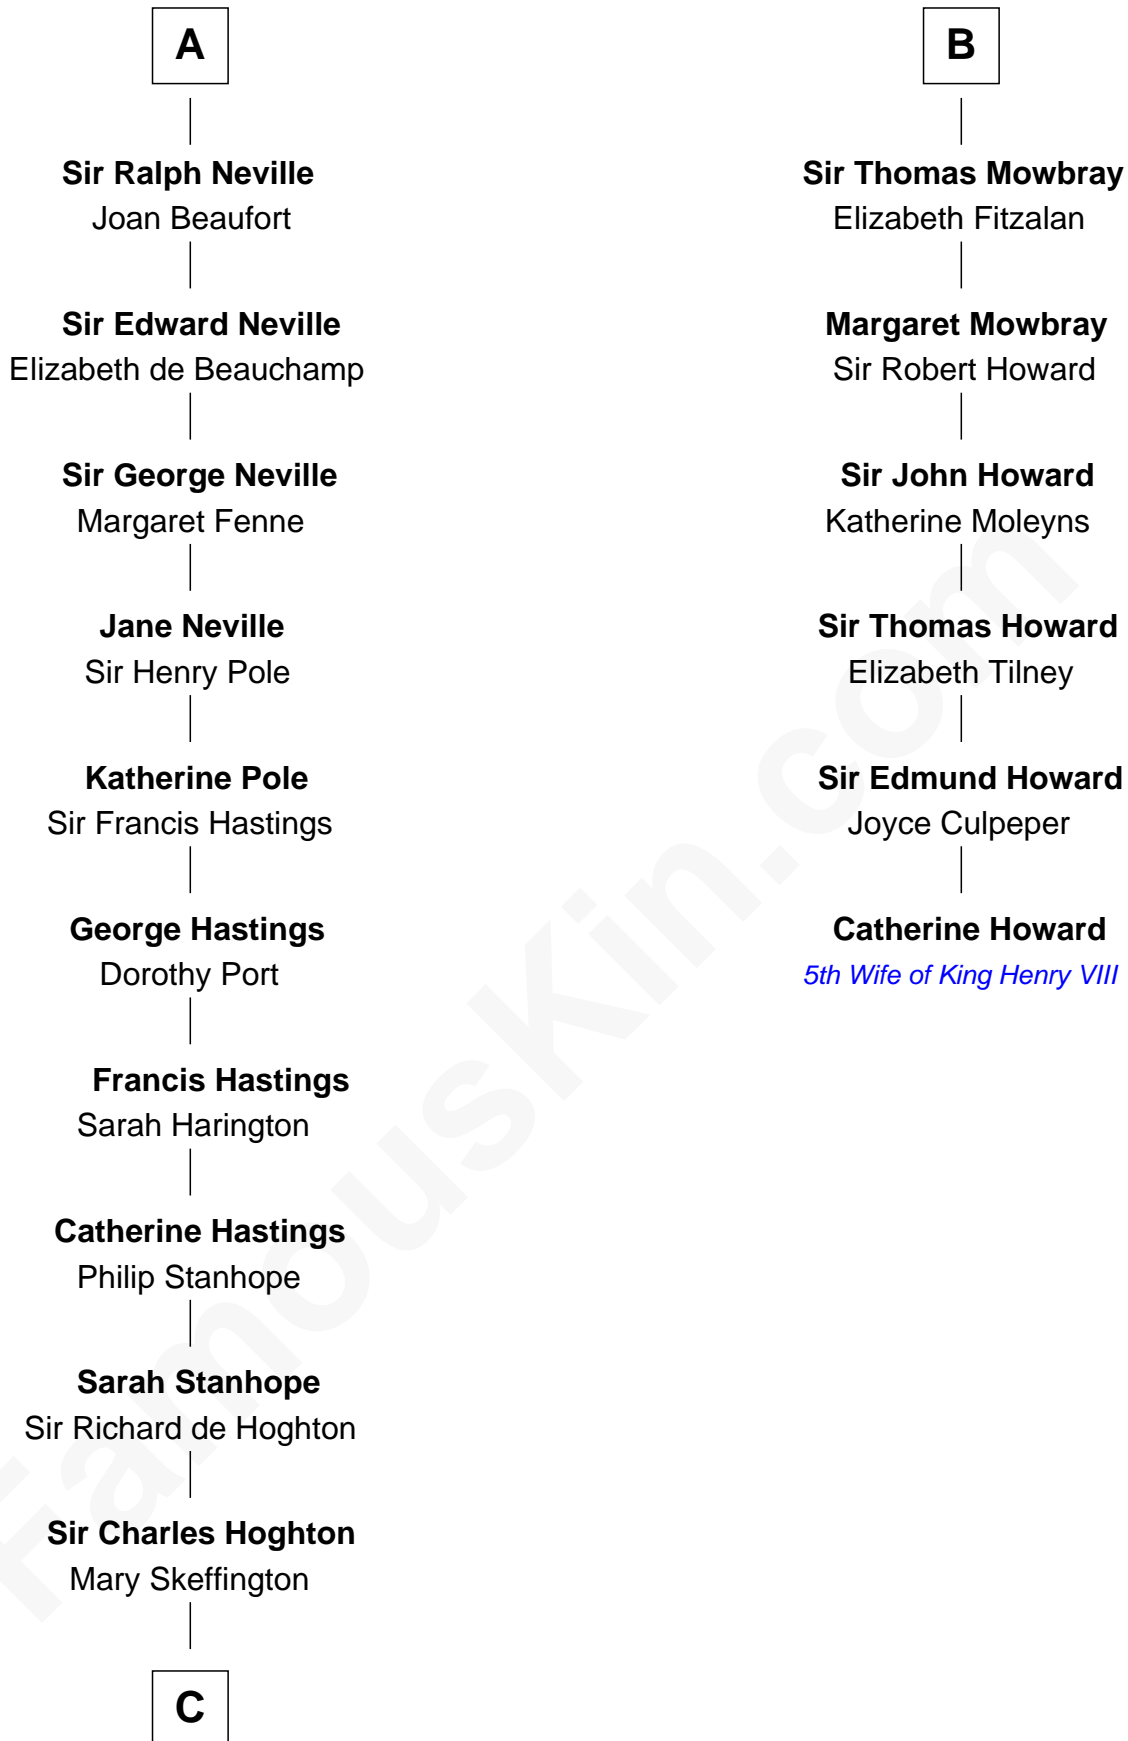 A
Sir Ralph Neville
Joan Beaufort
Sir Edward Neville
Elizabeth de Beauchamp
Sir George Neville
Margaret Fenne
Jane Neville
Sir Henry Pole
Katherine Pole
Sir Francis Hastings
George Hastings
Dorothy Port
Francis Hastings
Sarah Harington
Catherine Hastings
Philip Stanhope
Sarah Stanhope
Sir Richard de Hoghton
Sir Charles Hoghton
Mary Skeffington
C
B
Sir Thomas Mowbray
Elizabeth Fitzalan
Margaret Mowbray
Sir Robert Howard
Sir John Howard
Katherine Moleyns
Sir Thomas Howard
Elizabeth Tilney
Sir Edmund Howard
Joyce Culpeper
Catherine Howard
5th Wife of King Henry VIII
FamousKin.com